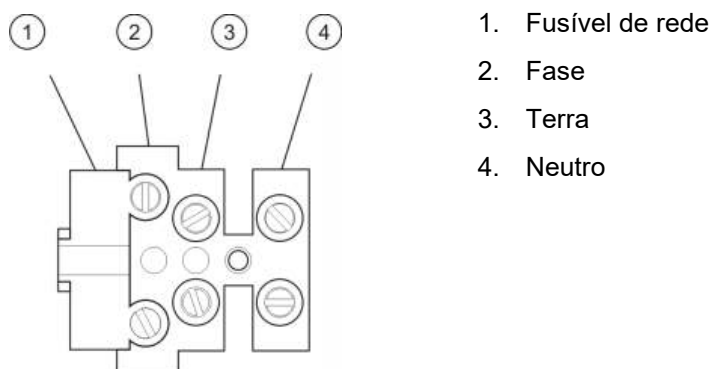 1 2 3 4
1. Fusível de rede
2. Fase
3. Terra
4. Neutro